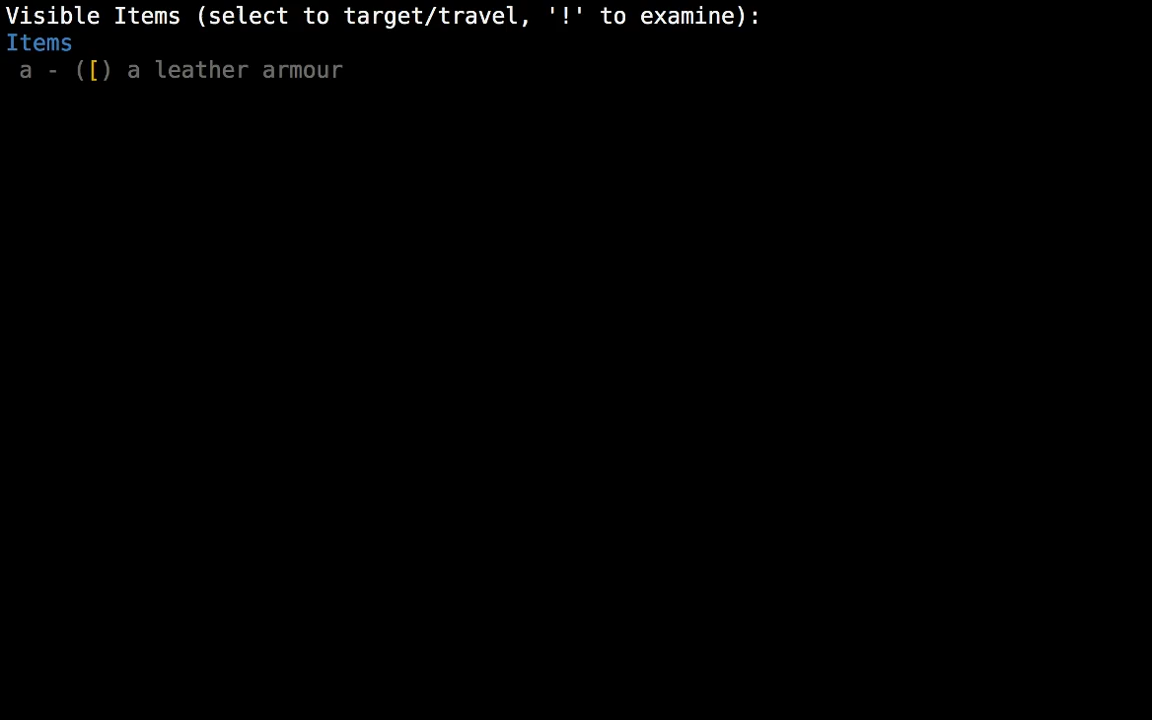 Visible Items (select to target/travel, '!' to examine):
Items
a - ([) a leather armour